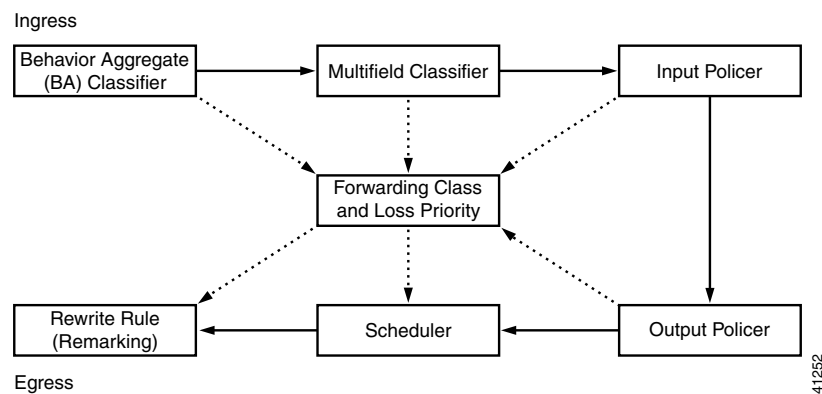 Ingress
Behavior Aggregate
(BA) Classifier
Multifield Classifier
Input Policer
Forwarding Class
and Loss Priority
Rewrite Rule
(Remarking)
Scheduler
Output Policer
Egress
41252